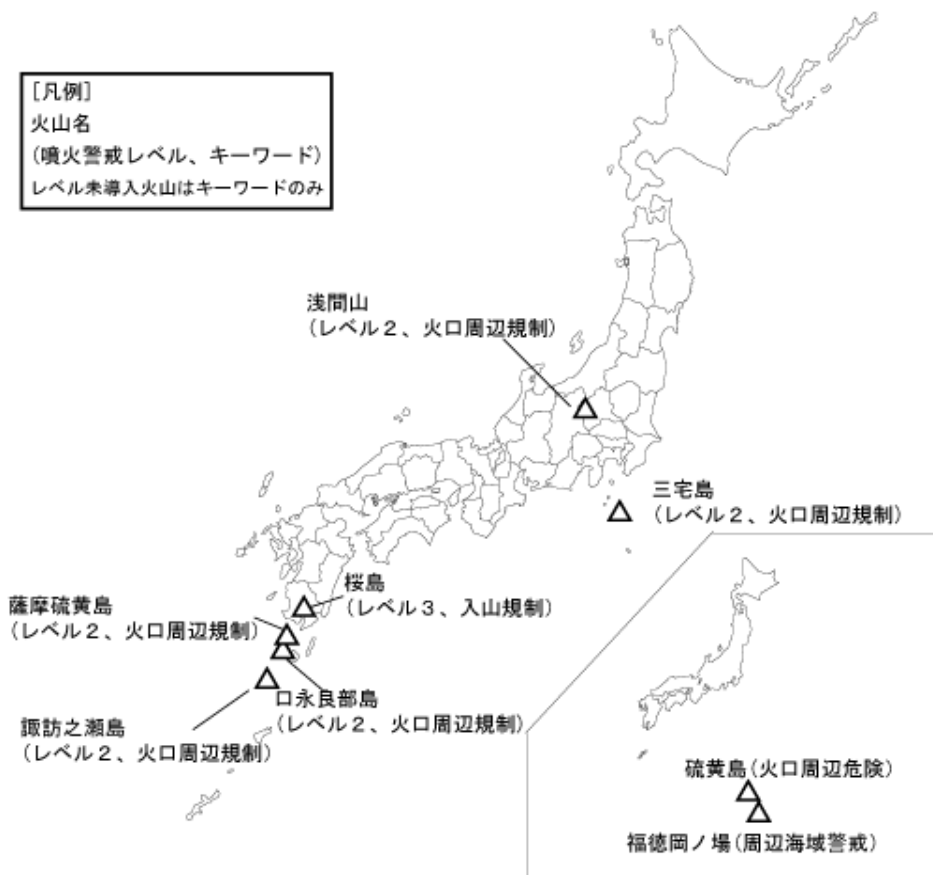 [凡例]
火山名
(噴火警戒レベル、キーワード)
レベル未導入火山はキーワードのみ
浅間山
(レベル2、火口周辺規制)
三宅島
(レベル2、火口周辺規制)
桜島
(レベル3、入山規制)
薩摩硫黄島
(レベル2、火口周辺規制)
口永良部島
(レベル2、火口周辺規制)
諏訪之瀬島
(レベル2、火口周辺規制)
硫黄島(火口周辺危険)
福徳岡ノ場(周辺海域警戒)